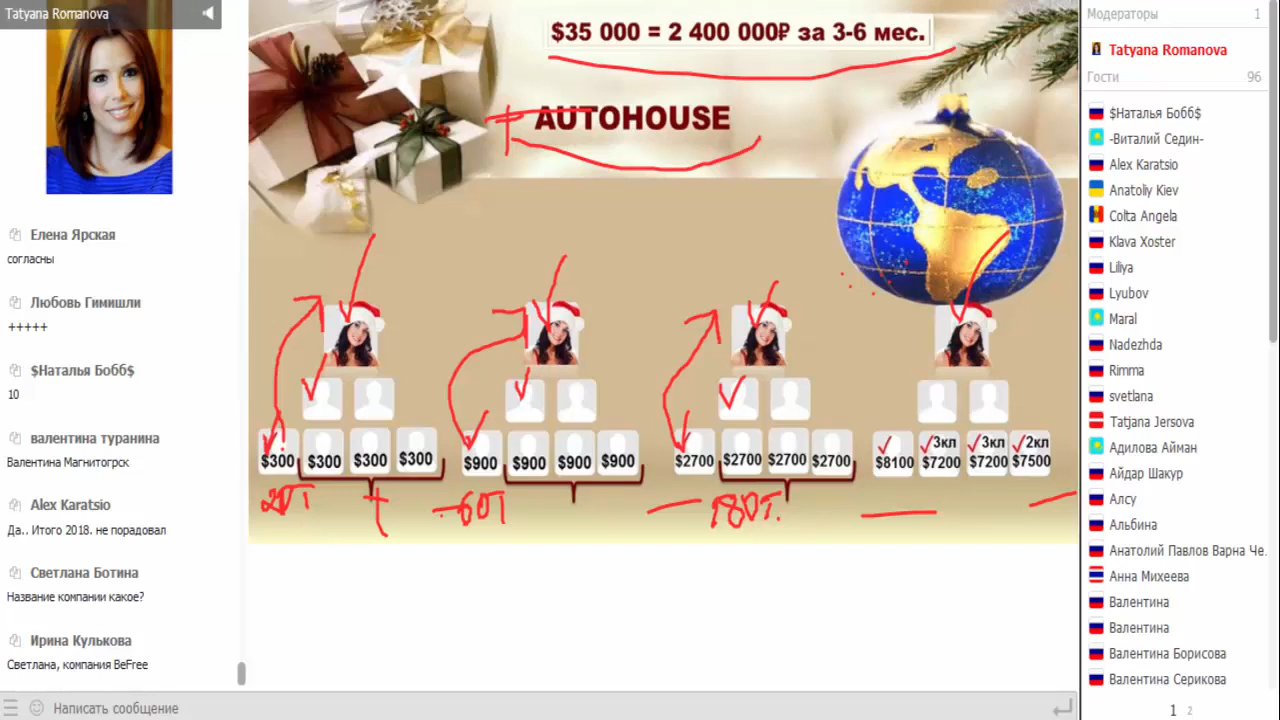 Tatyana Romanova
Елена Ярская
согласны
Любовь Гимишли
+++++
$Наталья Бобб$
10
валентина туранина
Валентина Магнитогрск
Alex Karatsio
Да.. Итого 2018. не порадовал
Светлана Ботина
Название компании какое?
Ирина Кулькова
Светлана, компания BeFree
Написать сообщение
$35 000 = 2 400 000₽ за 3-6 мес.
AUTOHOUSE
$300 $300 $300 $300
$900 $900 $900 $900
$2700 $2700 $2700 $2700
3кл 3кл 2кл
$8100 $7200 $7200 $7500
20т
60т
180т.
Модераторы 1
Tatyana Romanova
Гости 96
$Наталья Бобб$
-Виталий Седин-
Alex Karatsio
Anatoliy Kiev
Colta Angela
Klava Xoster
Liliya
Lyubov
Maral
Nadezhda
Rimma
svetlana
Tatjana Jersova
Адилова Айман
Айдар Шакур
Алсу
Альбина
Анатолий Павлов Варна Че.
Анна Михеева
Валентина
Валентина
Валентина Борисова
Валентина Серикова
1 2